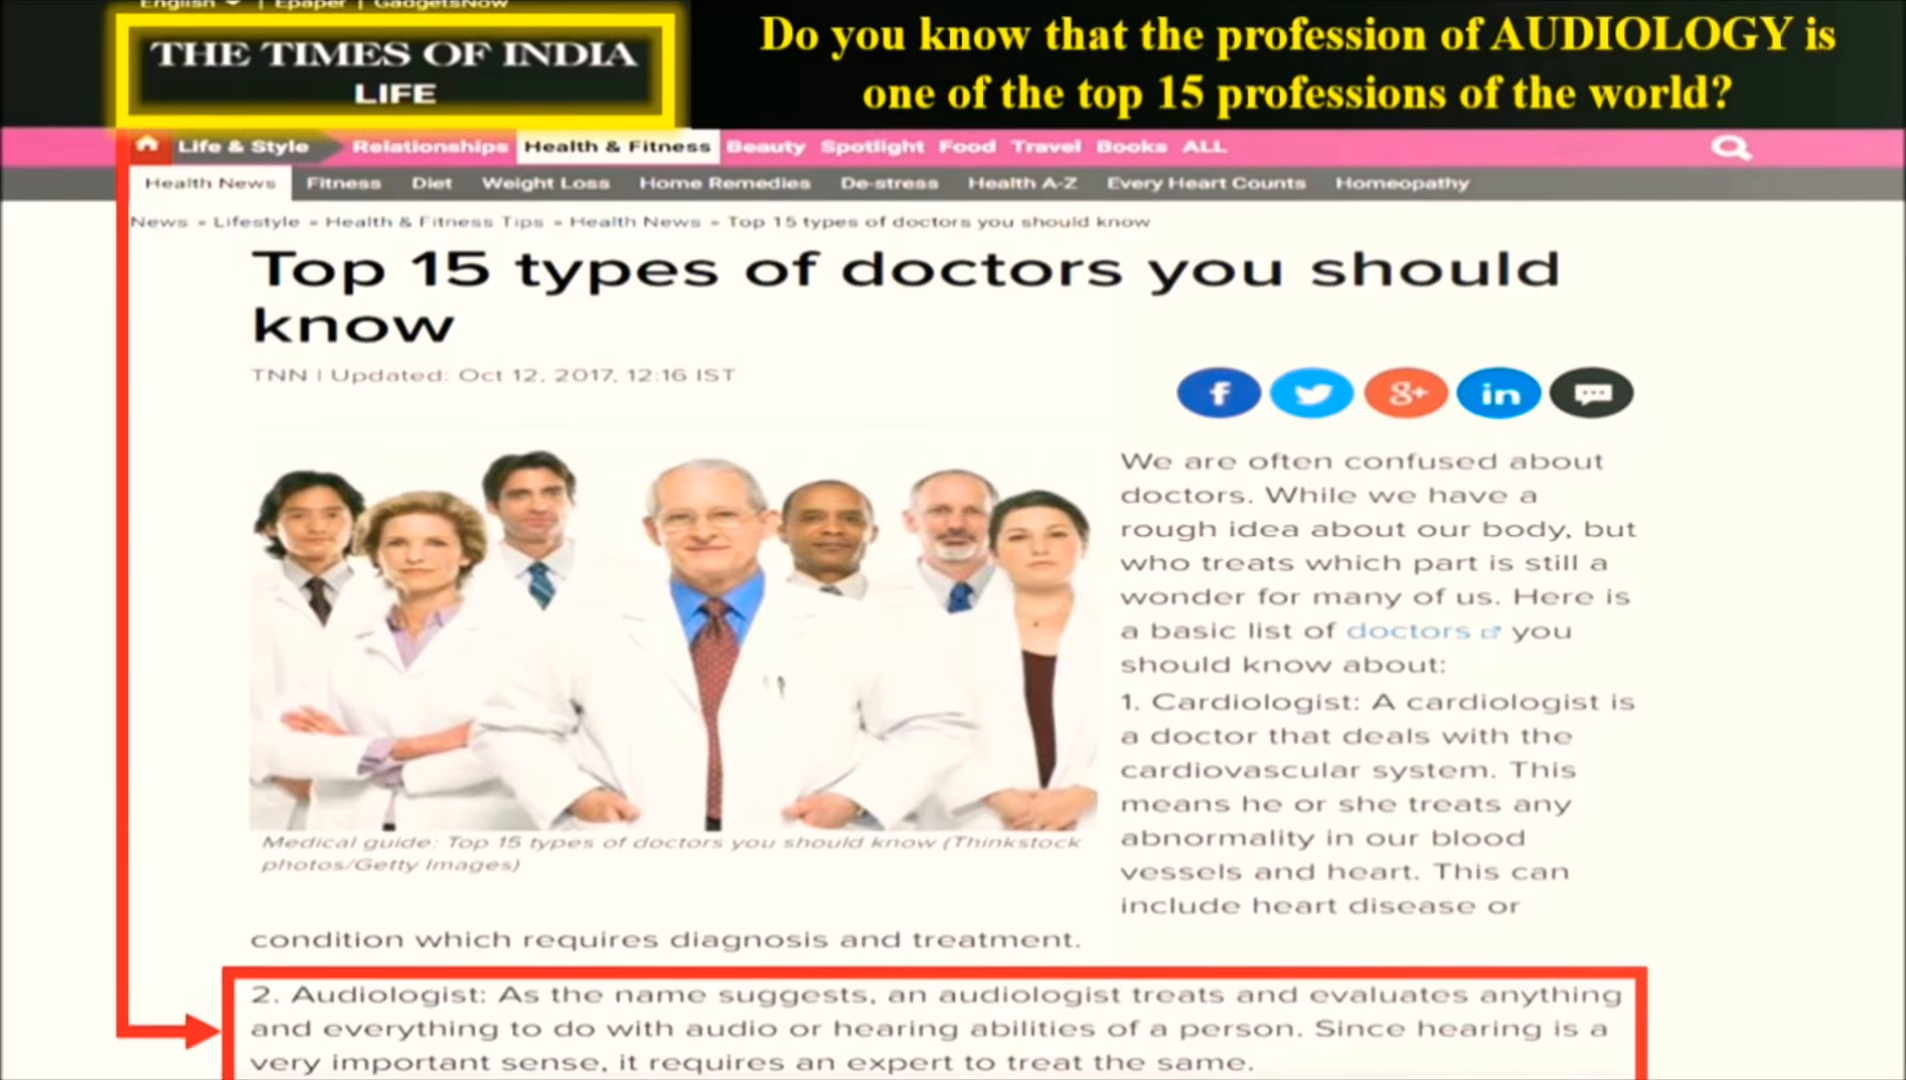 English | Epaper | GadgetsNow
THE TIMES OF INDIA
LIFE
Do you know that the profession of AUDIOLOGY is
one of the top 15 professions of the world?
Life & Style Relationships Health & Fitness Beauty Spotlight Food Travel Books ALL
Health News Fitness Diet Weight Loss Home Remedies De-stress Health A-Z Every Heart Counts Homeopathy
News » Lifestyle » Health & Fitness Tips » Health News » Top 15 types of doctors you should know
Top 15 types of doctors you should
know
TNN | Updated: Oct 12, 2017, 12:16 IST
f 8+ in
We are often confused about
doctors. While we have a
rough idea about our body, but
who treats which part is still a
wonder for many of us. Here is
a basic list of doctors you
should know about:
1. Cardiologist: A cardiologist is
a doctor that deals with the
cardiovascular system. This
means he or she treats any
abnormality in our blood
vessels and heart. This can
include heart disease or
condition which requires diagnosis and treatment.
Medical guide: Top 15 types of doctors you should know (Thinkstock
photos/Getty Images)
2. Audiologist: As the name suggests, an audiologist treats and evaluates anything
and everything to do with audio or hearing abilities of a person. Since hearing is a
very important sense, it requires an expert to treat the same.